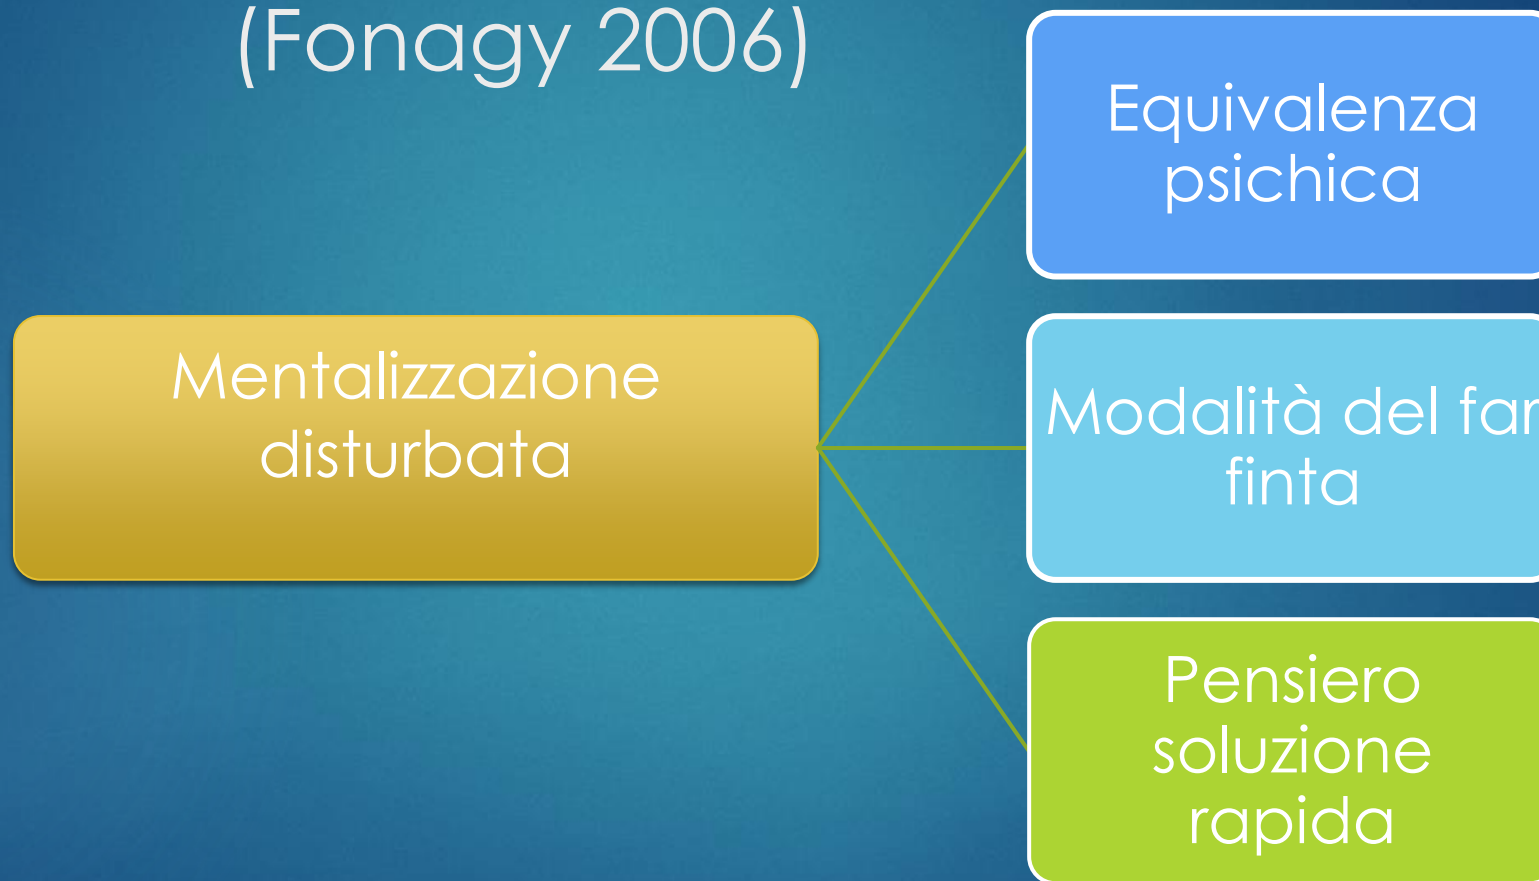 (Fonagy 2006)
Mentalizzazione
disturbata
Equivalenza
psichica
Modalità del far
finta
Pensiero
soluzione
rapida